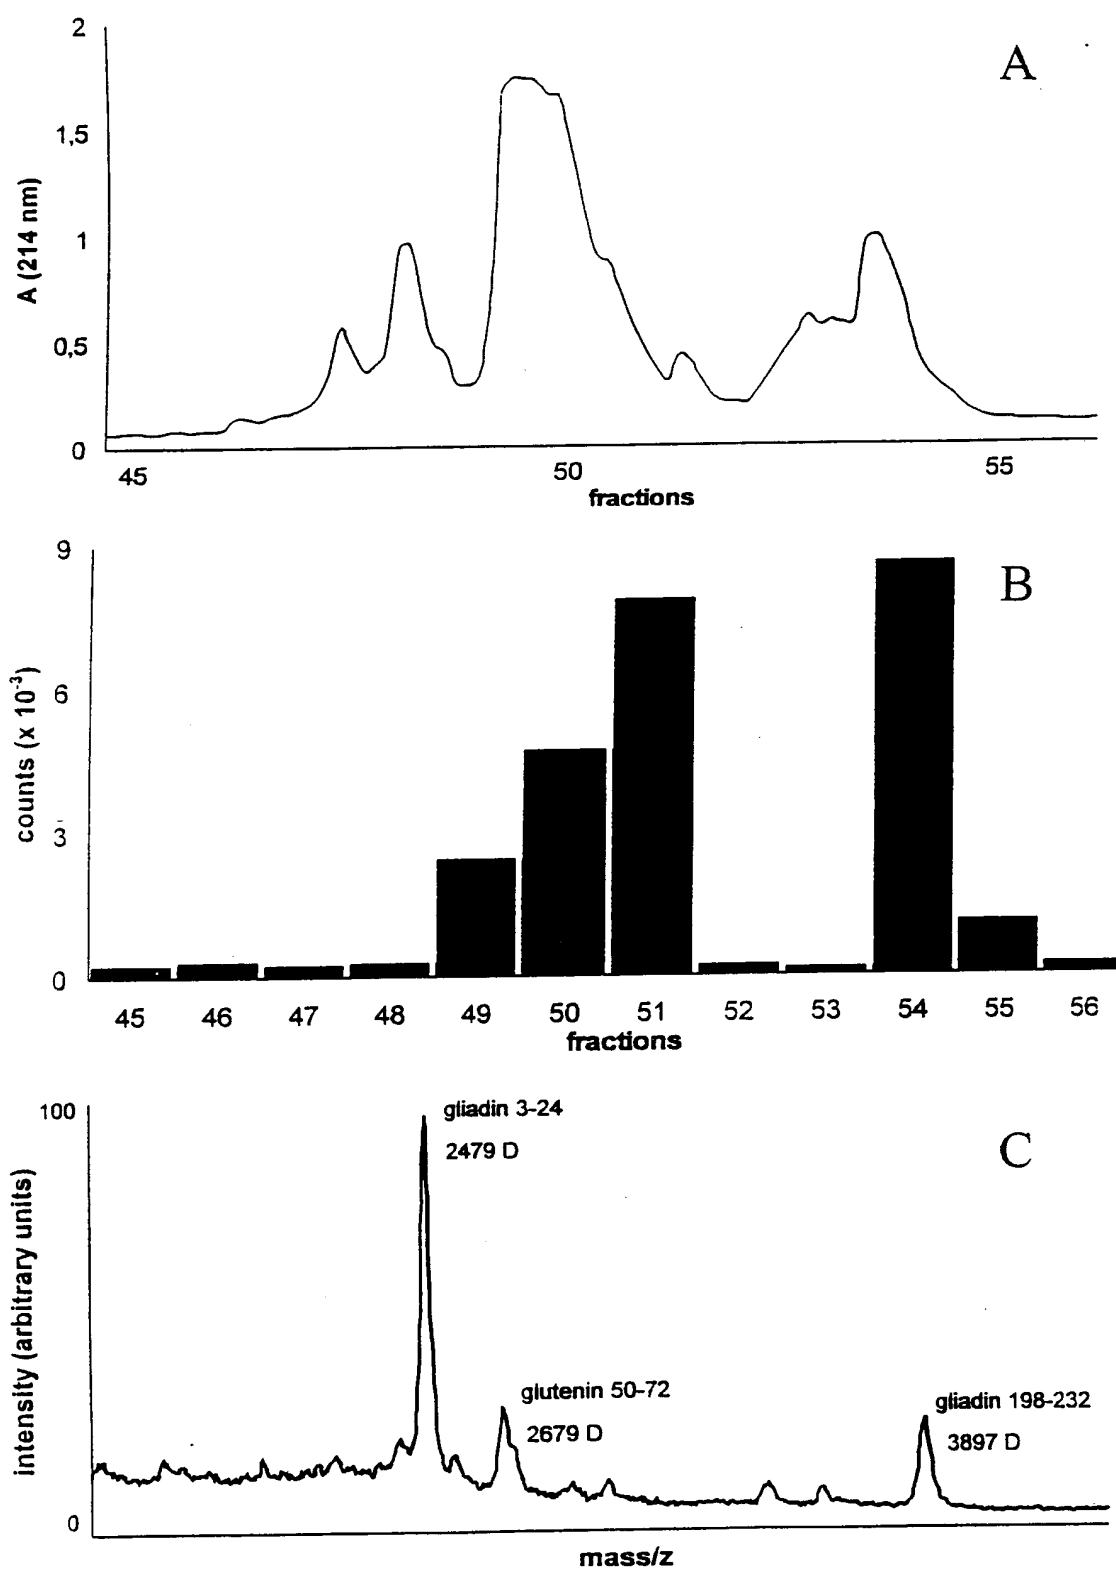 A
2
1,5
1
0,5
0
A (214 nm)
45 50 55
fractions
B
9
6
3
0
counts (x 10⁻³)
45 46 47 48 49 50 51 52 53 54 55 56
fractions
C
100
0
intensity (arbitrary units)
gliadin 3-24
2479 D
glutenin 50-72
2679 D
gliadin 198-232
3897 D
mass/z